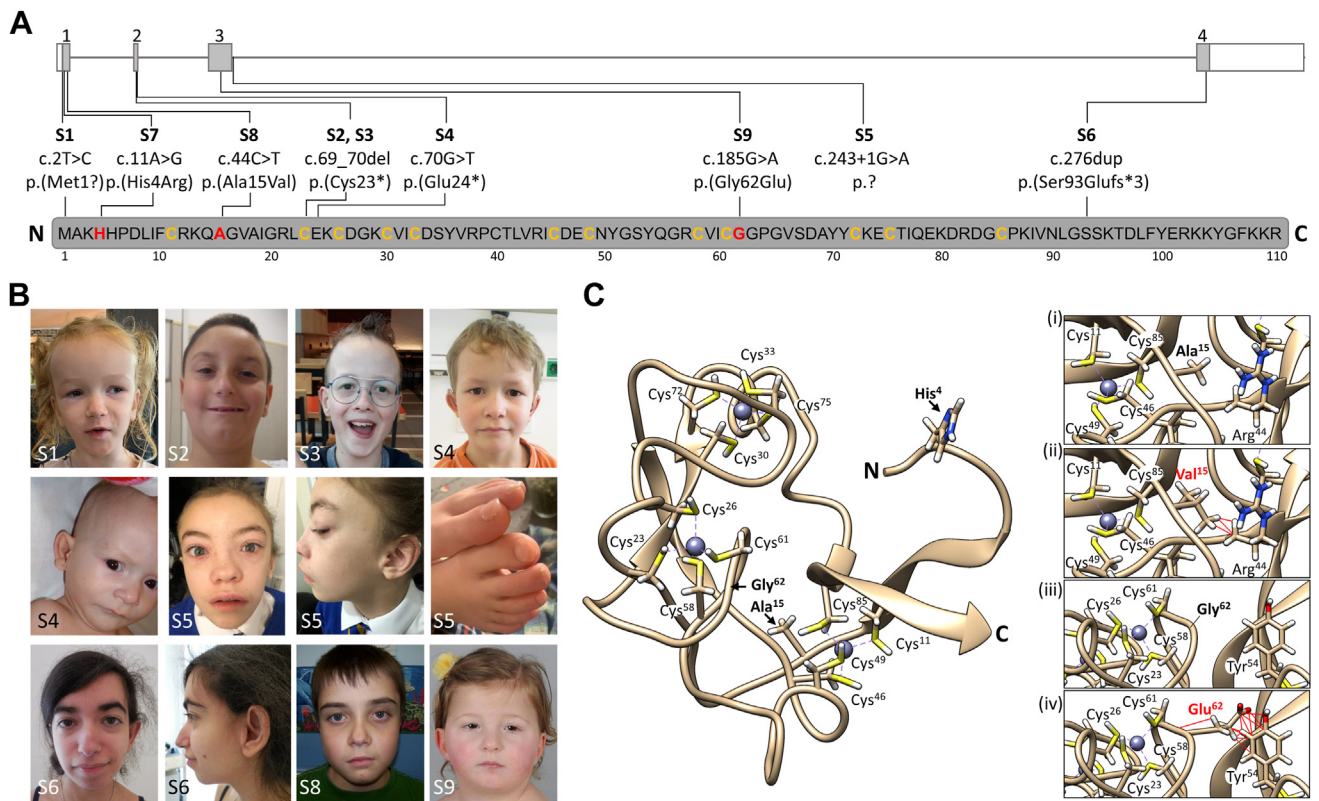 A
1 2 3 4
S1 S7 S8 S2, S3 S4 S9 S5 S6
c.2T>C c.11A>G c.44C>T c.69_70del c.70G>T c.185G>A c.243+1G>A c.276dup
p.(Met1?) p.(His4Arg) p.(Ala15Val) p.(Cys23*) p.(Glu24*) p.(Gly62Glu) p.? p.(Ser93Glufs*3)
N MAKHHPDLIFCRKQAGVAIGRLCEKCDGKCVICDSYVRPCTLVRICDECNYGSYQGRCVICGGPGVSDAYYCKECTIQEKDRDGCPKIVNLGSSKTDLFYERKKYGFKKR C
1 10 20 30 40 50 60 70 80 90 100 110
B
S1 S2 S3 S4
S4 S5 S5 S5
S6 S6 S8 S9
C
Cys33
Cys72
Cys75
His4
Cys30
N
Cys26
Cys23
Cys61
Gly62
Cys58
Ala15
Cys85
C
Cys11
Cys49
Cys46
(i)
Cys11
Cys85
Ala15
Cys46
Cys49
Arg44
(ii)
Cys11
Cys85
Val15
Cys46
Cys49
Arg44
(iii)
Cys61
Cys26
Gly62
Cys58
Tyr54
Cys23
(iv)
Cys61
Cys26
Glu62
Cys58
Tyr54
Cys23